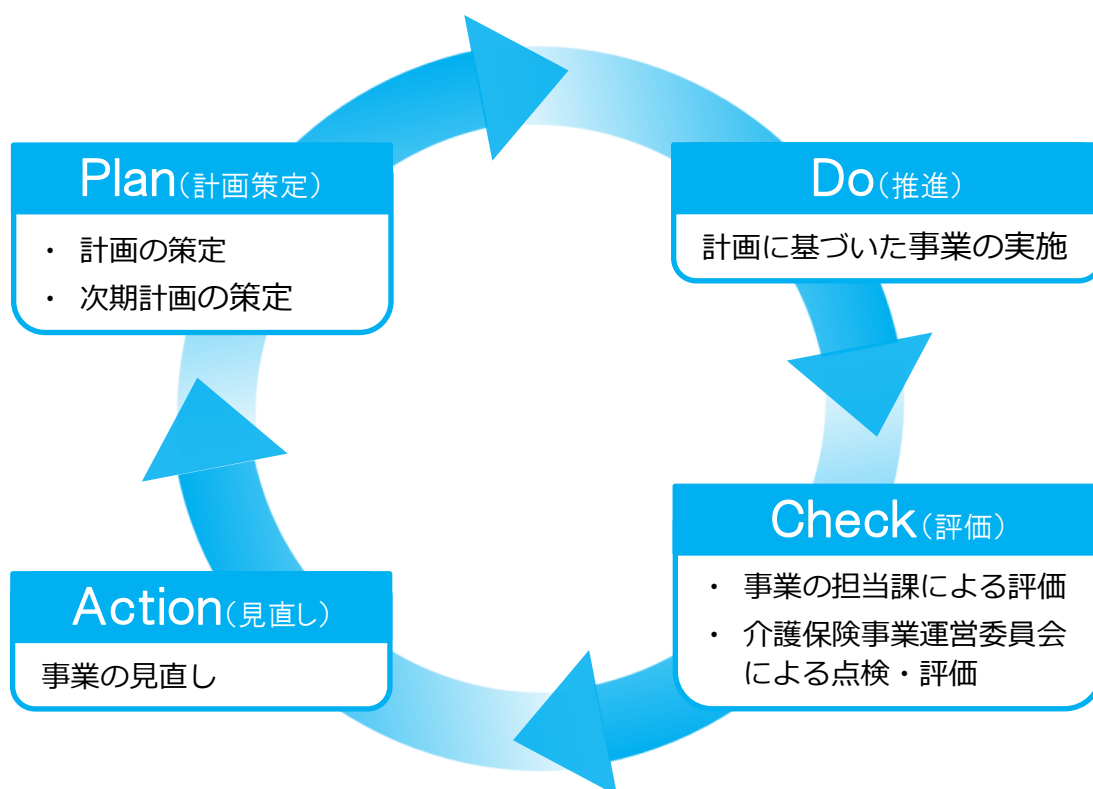 Plan(計画策定)
・ 計画の策定
・ 次期計画の策定
Do(推進)
計画に基づいた事業の実施
Check(評価)
・ 事業の担当課による評価
・ 介護保険事業運営委員会
による点検・評価
Action(見直し)
事業の見直し